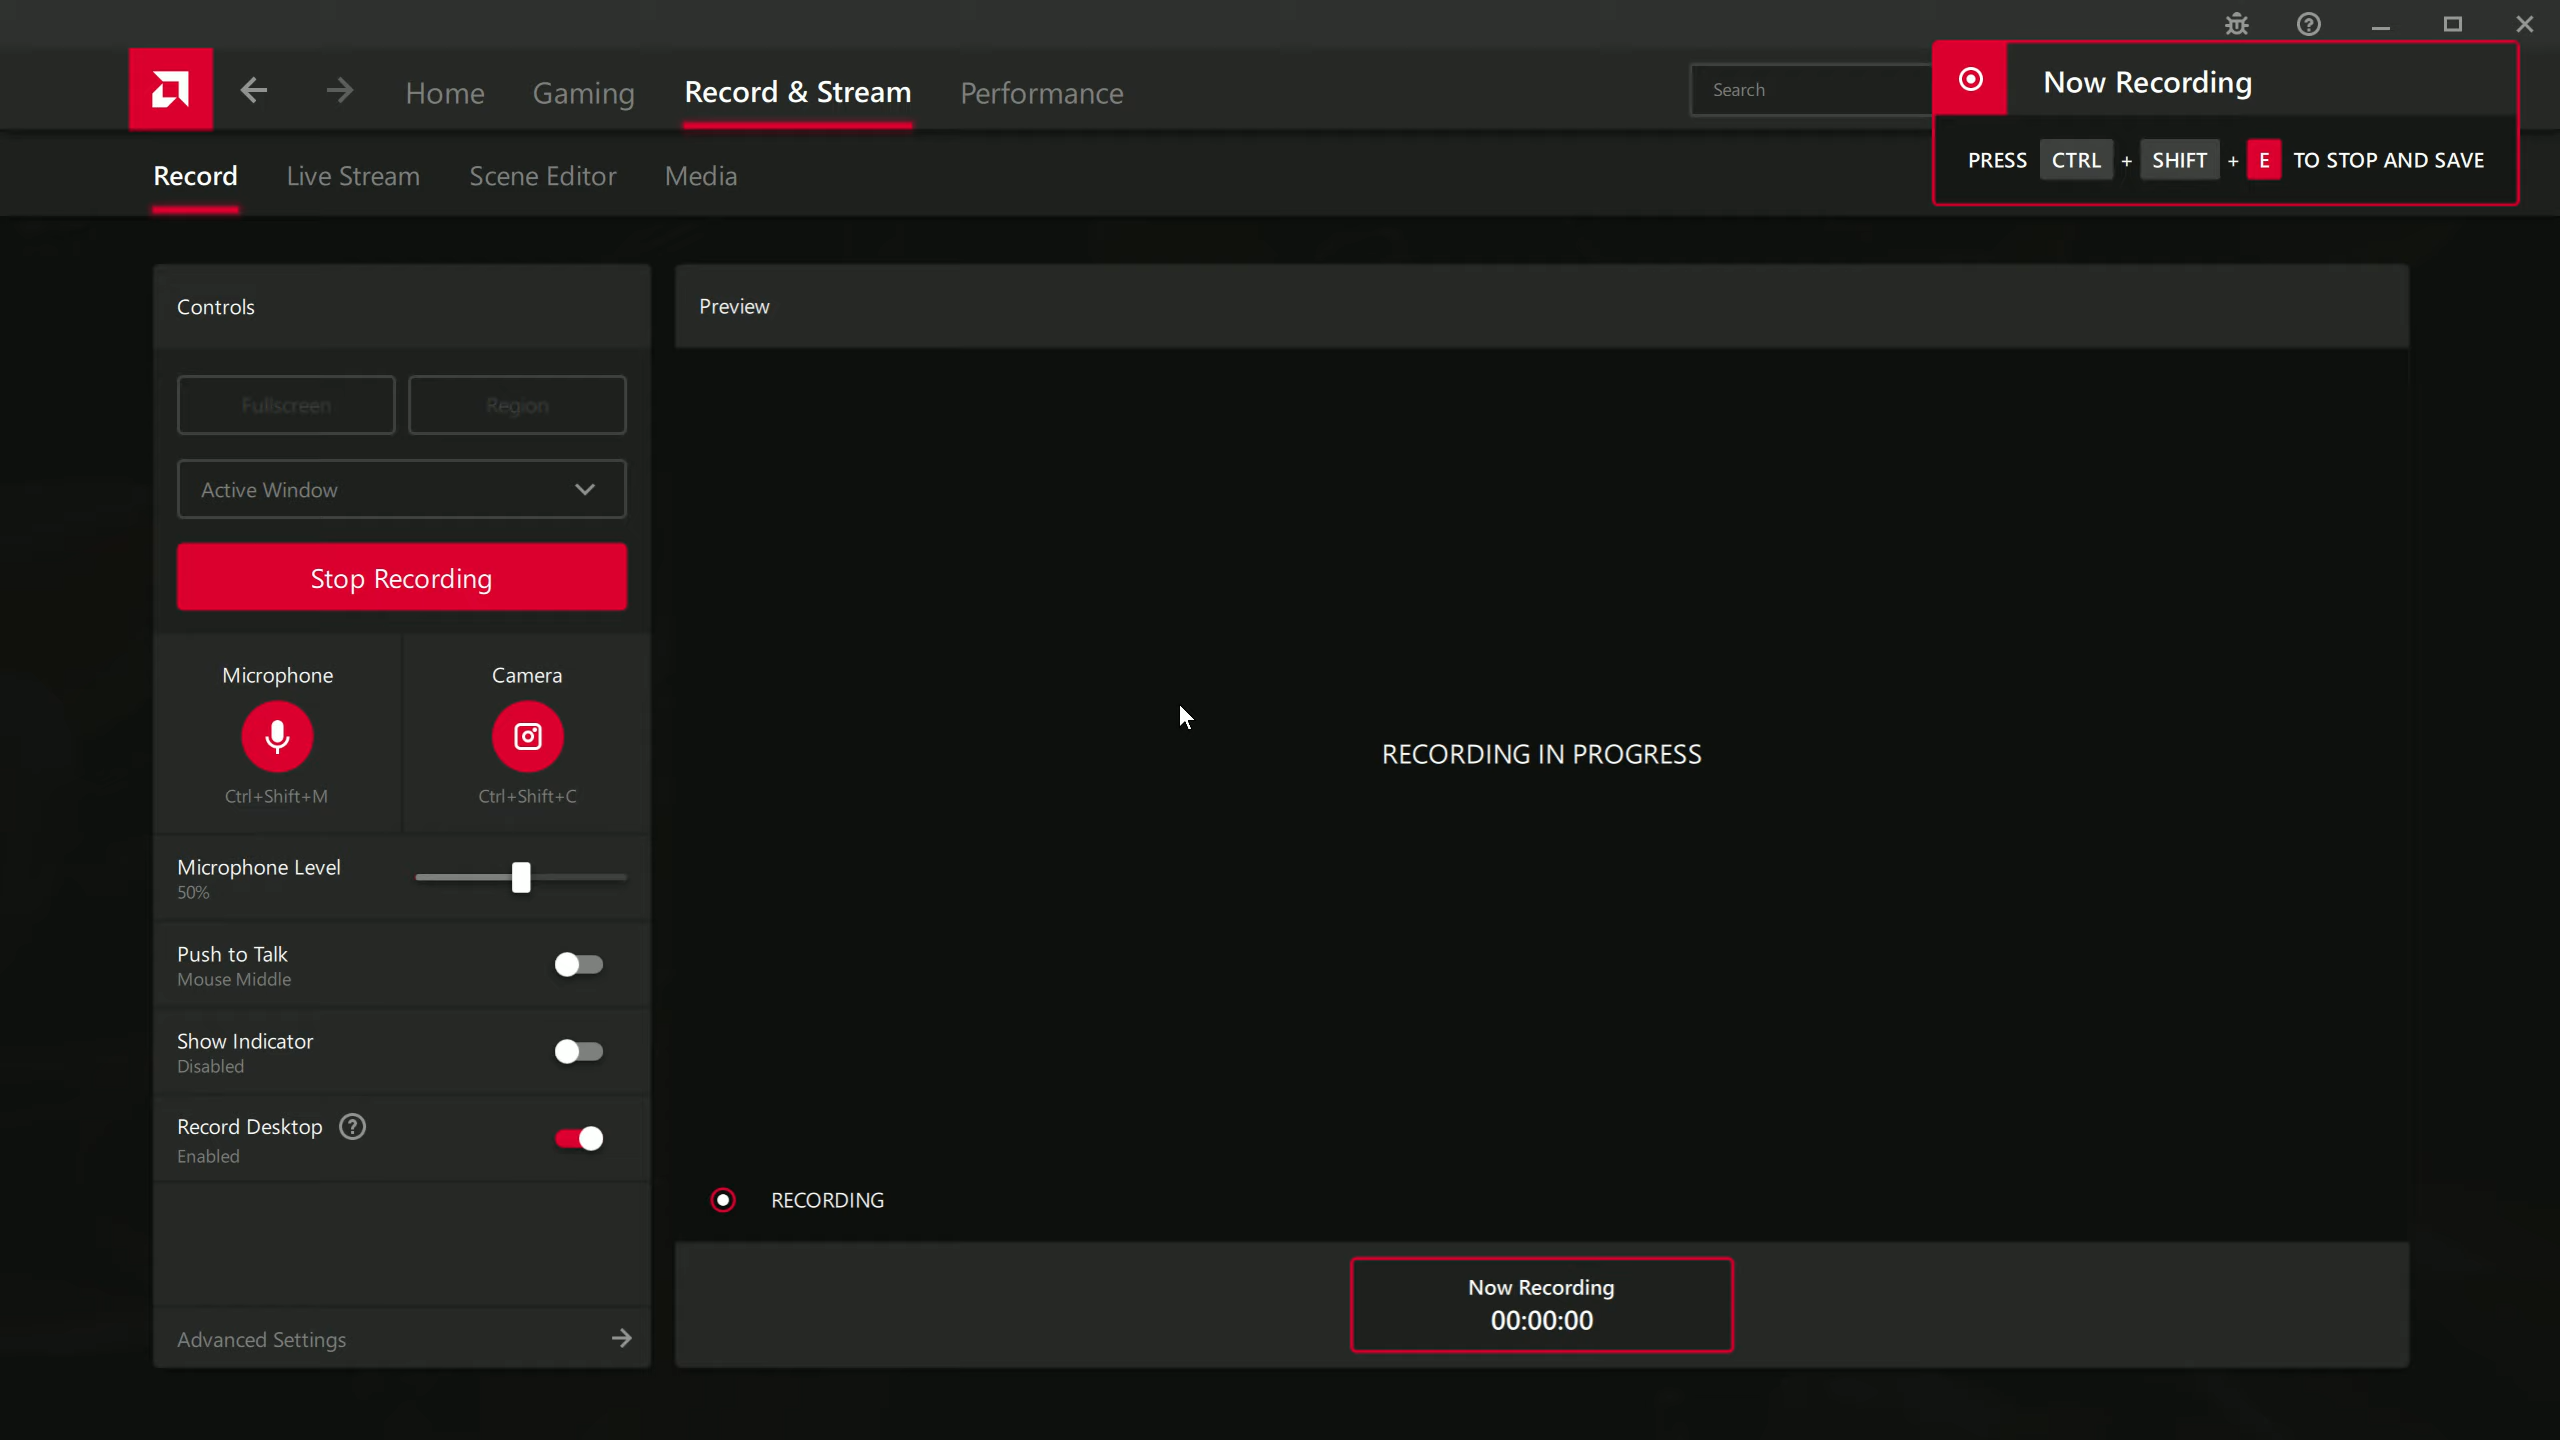 Home Gaming Record & Stream Performance
Search
Now Recording
PRESS CTRL + SHIFT + E TO STOP AND SAVE
Record Live Stream Scene Editor Media
Controls
Fullscreen Region
Active Window
Stop Recording
Microphone Camera
Ctrl+Shift+M Ctrl+Shift+C
Microphone Level
50%
Push to Talk
Mouse Middle
Show Indicator
Disabled
Record Desktop ?
Enabled
Advanced Settings
Preview
RECORDING IN PROGRESS
RECORDING
Now Recording
00:00:00